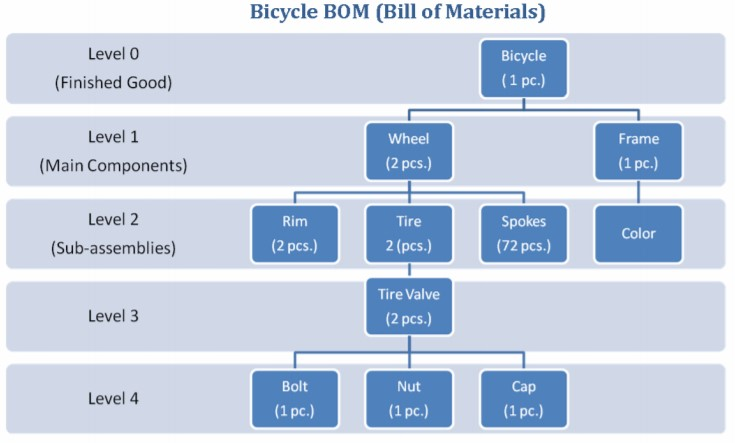 Bicycle BOM (Bill of Materials)
Level 0
(Finished Good)
Bicycle
( 1 pc.)
Level 1
(Main Components)
Wheel
(2 pcs.)
Frame
(1 pc.)
Level 2
(Sub-assemblies)
Rim
(2 pcs.)
Tire
2 (pcs.)
Spokes
(72 pcs.)
Color
Level 3
Tire Valve
(2 pcs.)
Level 4
Bolt
(1 pc.)
Nut
(1 pc.)
Cap
(1 pc.)